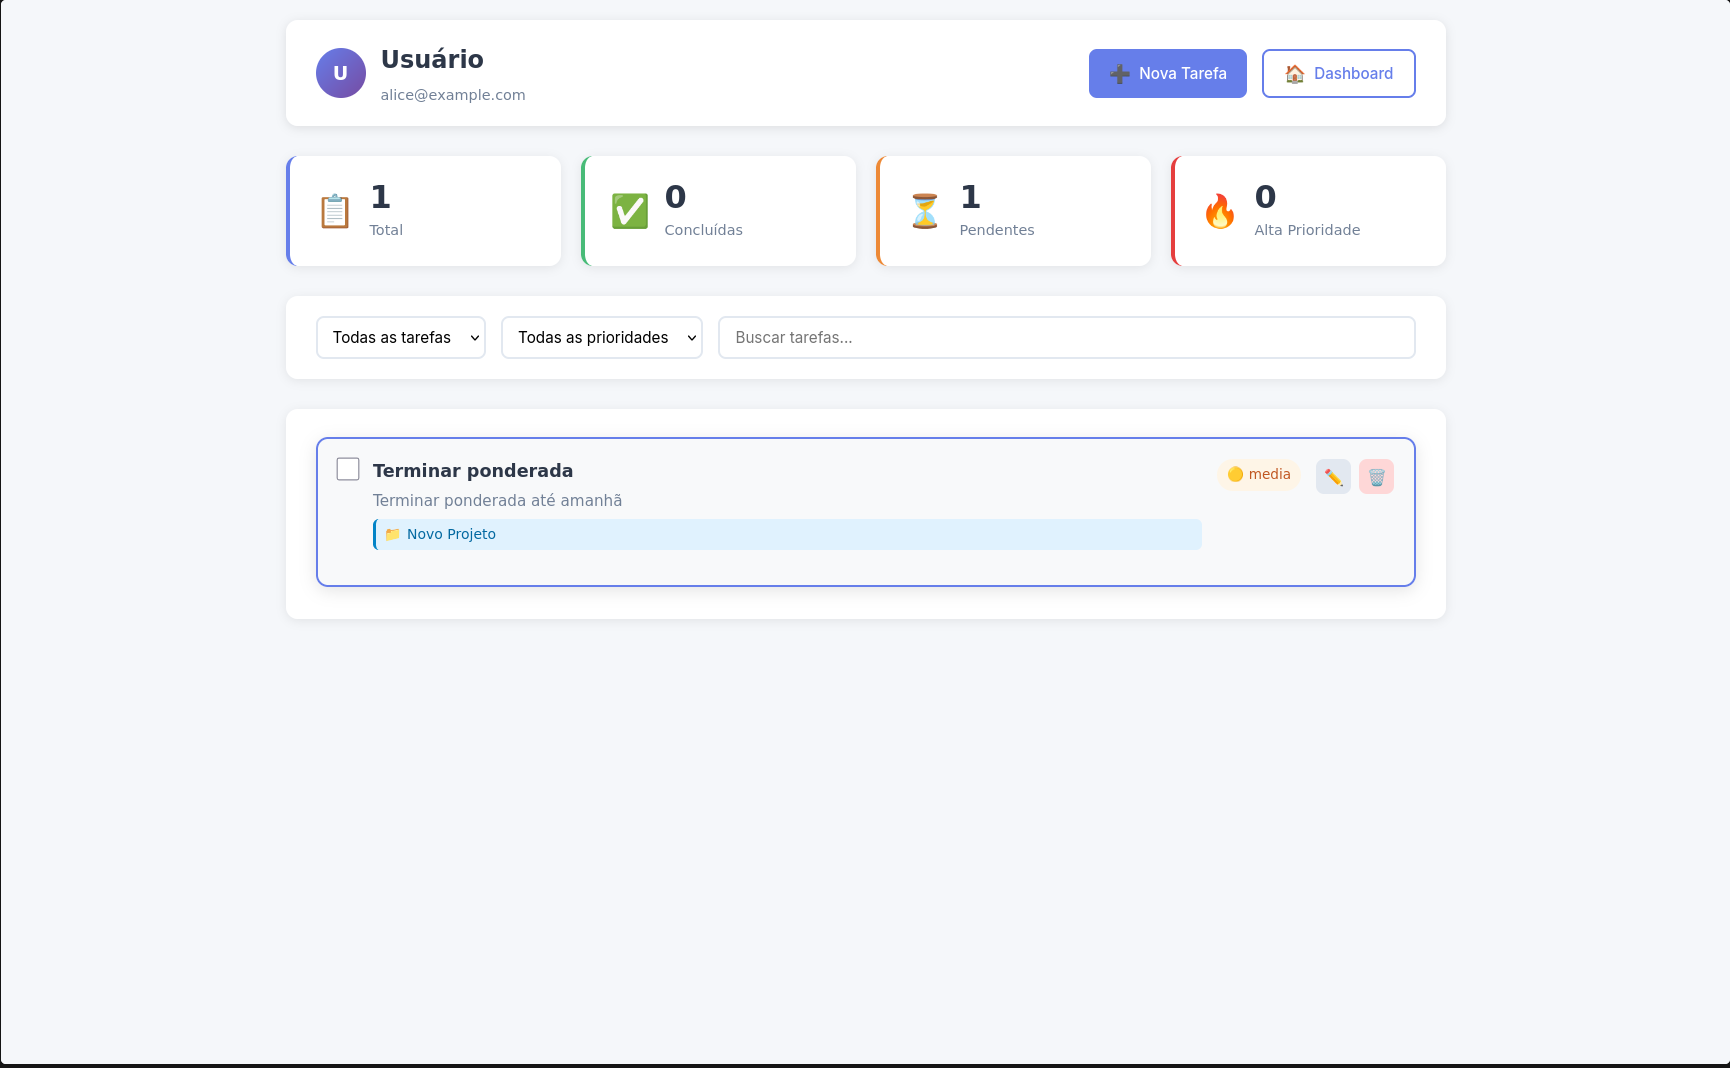 U
Usuário
alice@example.com
Nova Tarefa
Dashboard
1
Total
0
Concluídas
1
Pendentes
0
Alta Prioridade
Todas as tarefas
Todas as prioridades
Buscar tarefas...
Terminar ponderada
Terminar ponderada até amanhã
Novo Projeto
media